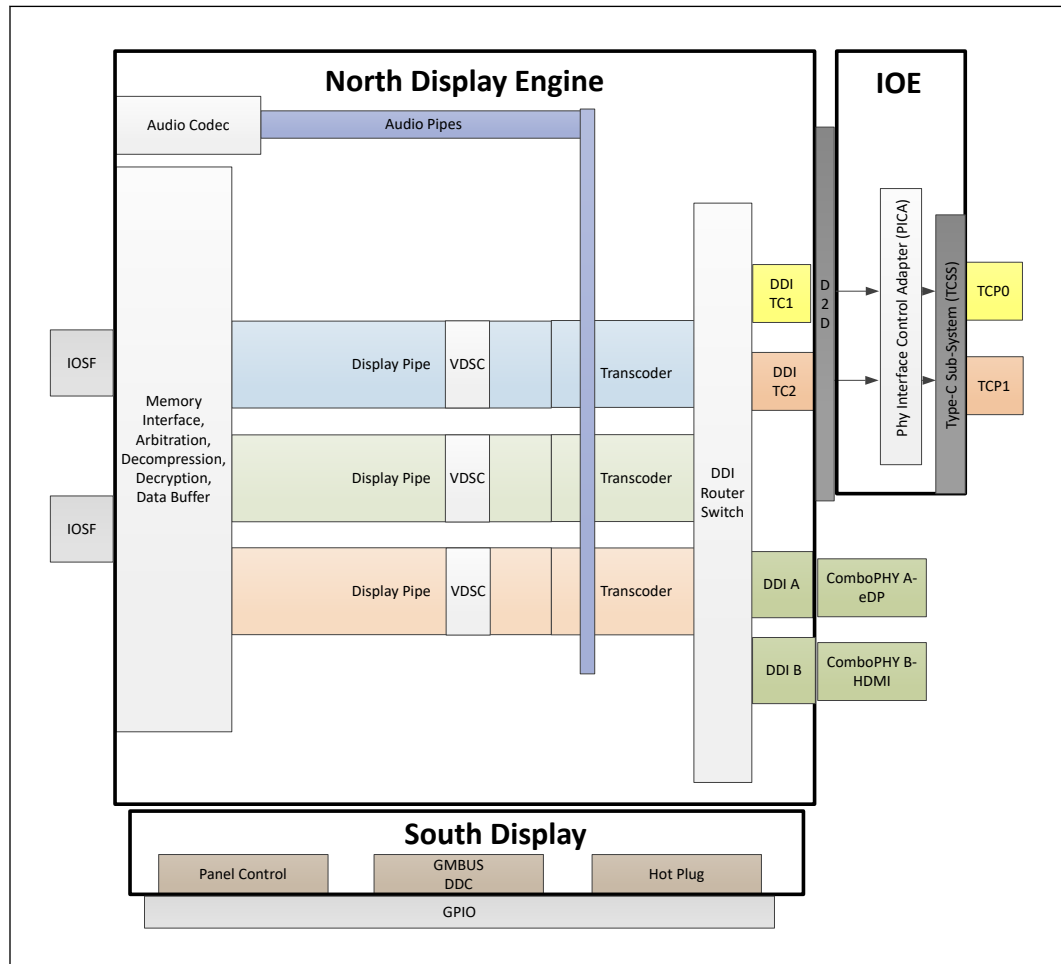 North Display Engine
IOE
Audio Codec
Audio Pipes
IOSF
IOSF
Memory
Interface,
Arbitration,
Decompression,
Decryption,
Data Buffer
Display Pipe
VDSC
Transcoder
Display Pipe
VDSC
Transcoder
Display Pipe
VDSC
Transcoder
DDI
Router
Switch
DDI
TC1
DDI
TC2
D
2
D
Phy Interface Control Adapter (PICA)
Type-C Sub-System (TCSS)
TCP0
TCP1
DDI A
ComboPHY A-
eDP
DDI B
ComboPHY B-
HDMI
South Display
Panel Control
GMBUS
DDC
Hot Plug
GPIO